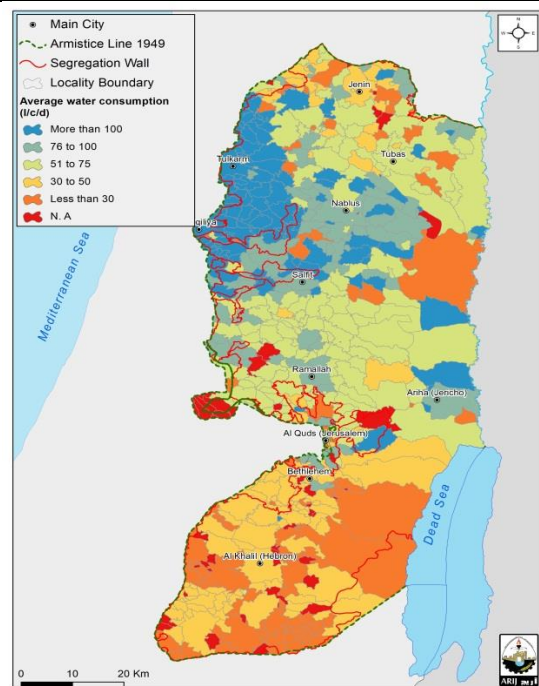 Main City
Armistice Line 1949
Segregation Wall
Locality Boundary
Average water consumption
(l/c/d)
More than 100
76 to 100
51 to 75
30 to 50
Less than 30
N. A
N
W
E
S
Jenin
Tulkarm
Tubas
Nablus
qiliya
Salfit
Mediterranean Sea
Ramallah
Ariha (Jericho)
Al Quds (Jerusalem)
Bethlehem
Dead Sea
Al Khalil (Hebron)
0
10
20 Km
ARIJ
أريج